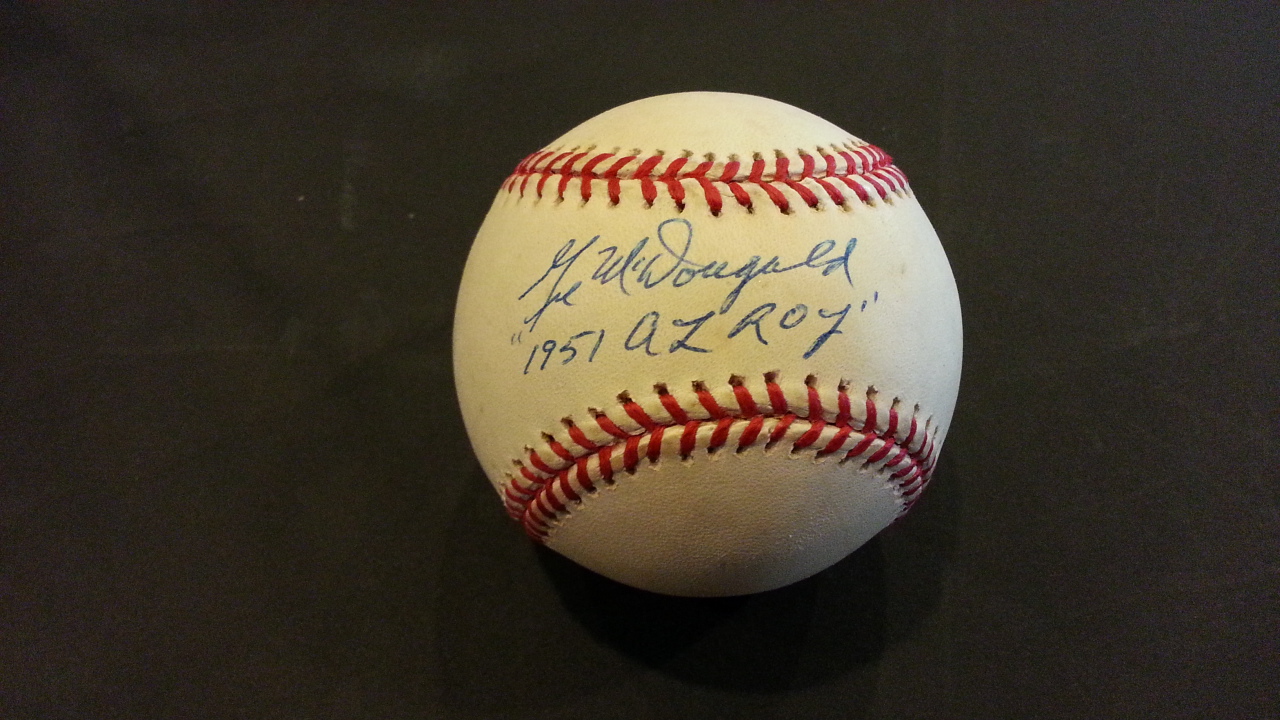 Gil McDougald
"1951 AL ROY"